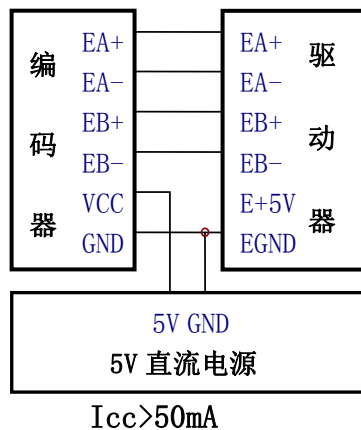 编码器
EA+
EA-
EB+
EB-
VCC
GND
EA+
EA-
EB+
EB-
E+5V
EGND
驱动器
5V GND
5V 直流电源
Icc>50mA